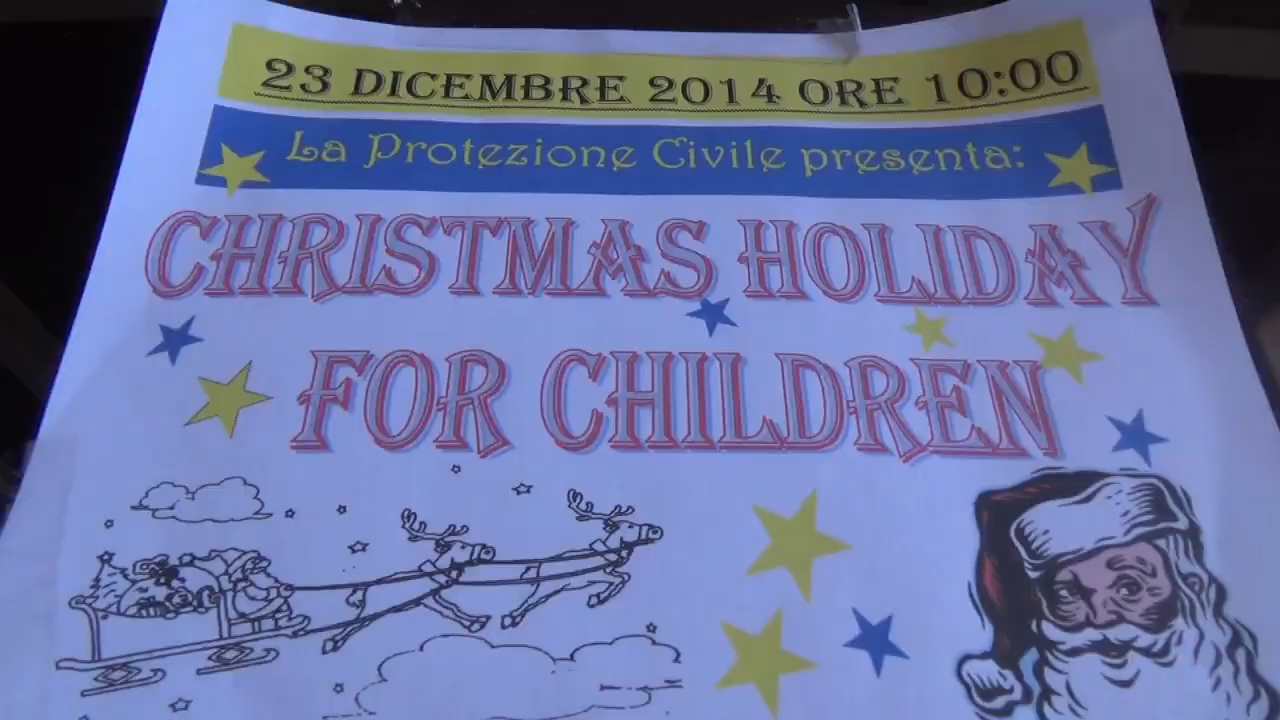 23 DICEMBRE 2014 ORE 10:00
La Protezione Civile presenta:
CHRISTMAS HOLIDAY
FOR CHILDREN